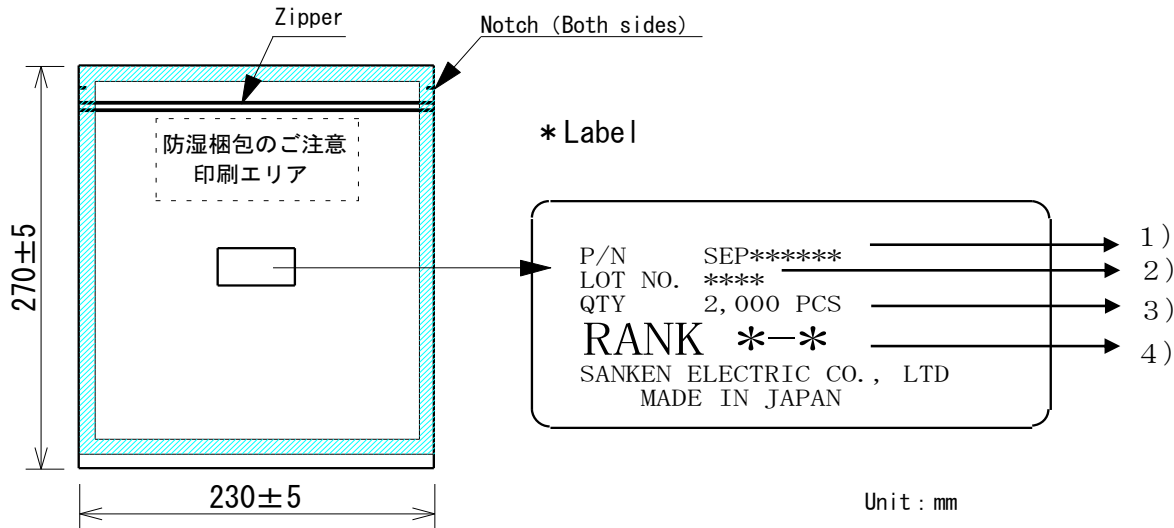 Zipper
Notch (Both sides)
防湿梱包のご注意
印刷エリア
270±5
230±5
*Label
P/N SEP******
LOT NO. ****
QTY 2,000 PCS
RANK *-*
SANKEN ELECTRIC CO., LTD
MADE IN JAPAN
1)
2)
3)
4)
Unit : mm